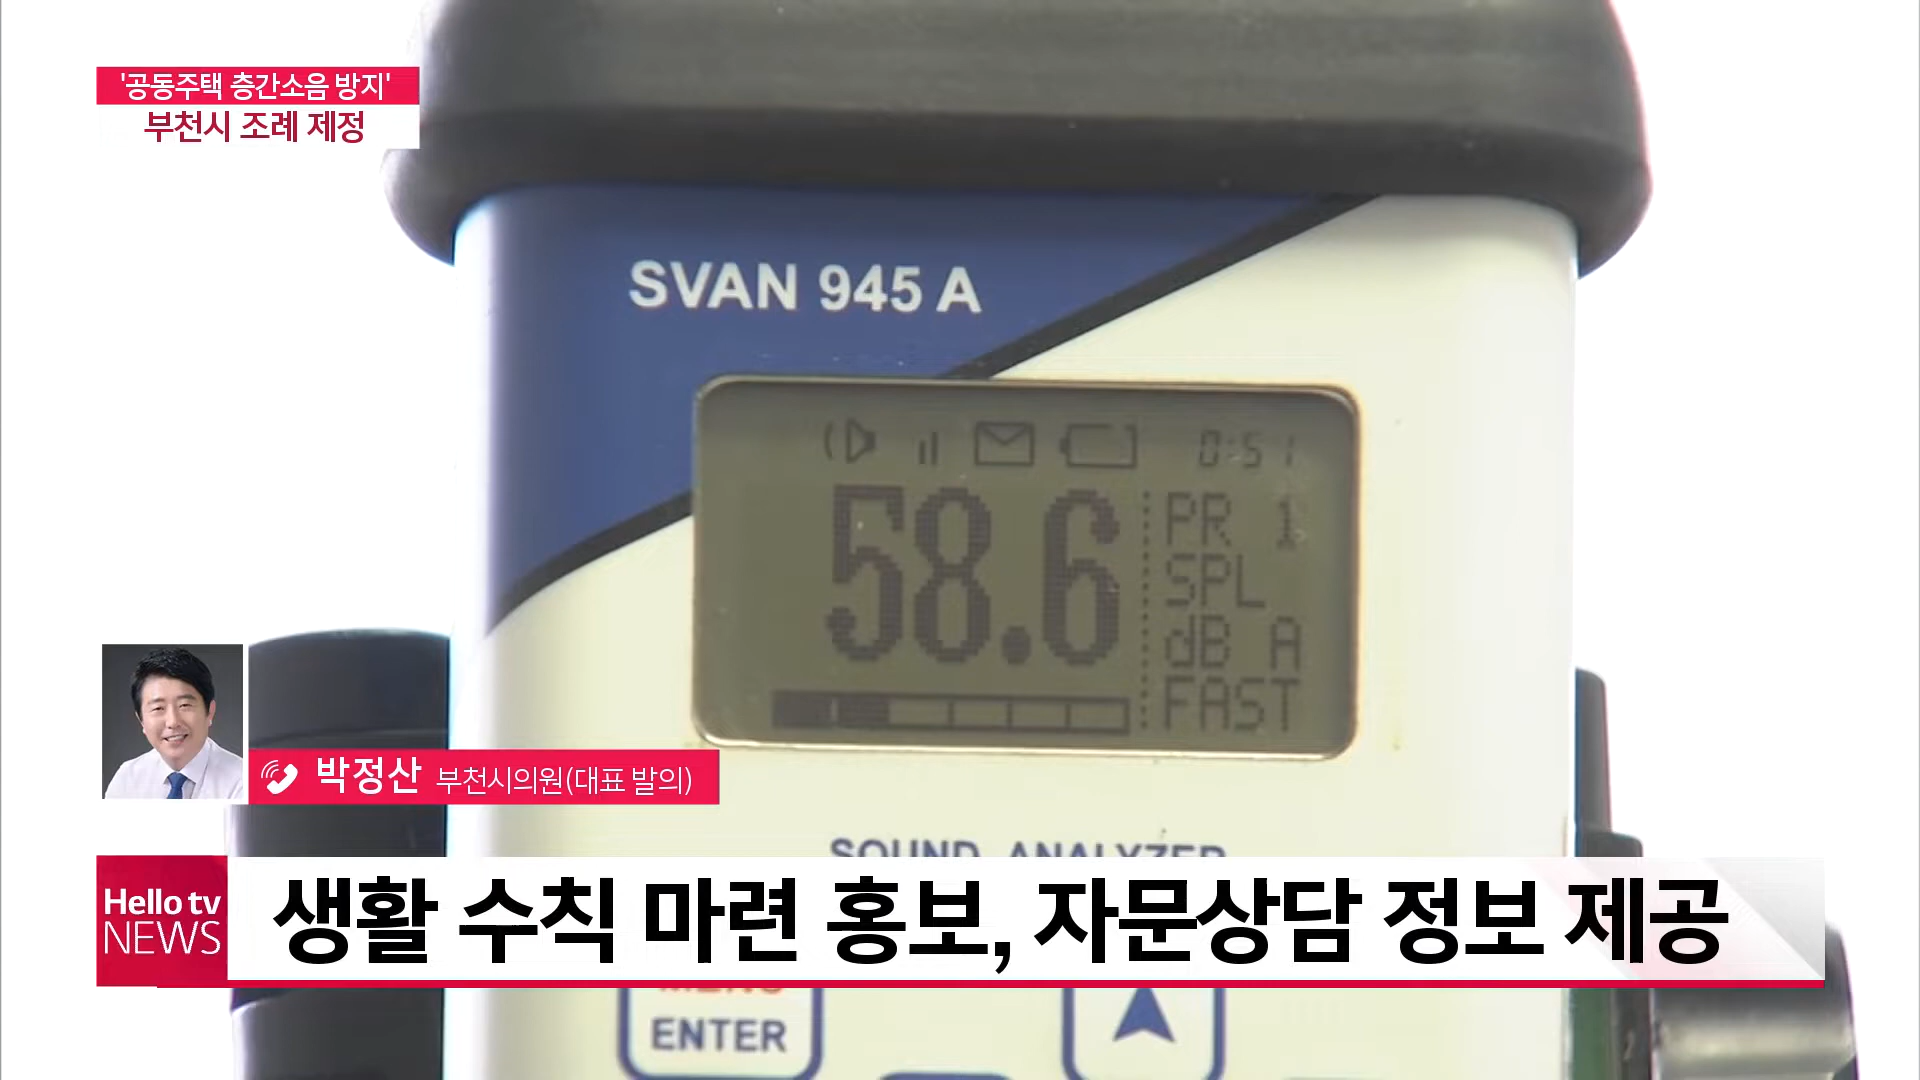 '공동주택 층간소음 방지'
부천시 조례 제정
SVAN 945 A
0:51
58.6
PR 1
SPL
dB A
FAST
박정산 부천시의원(대표 발의)
SOUND ANALYZER
Hello tv
NEWS
생활 수칙 마련 홍보, 자문상담 정보 제공
MENU
ENTER